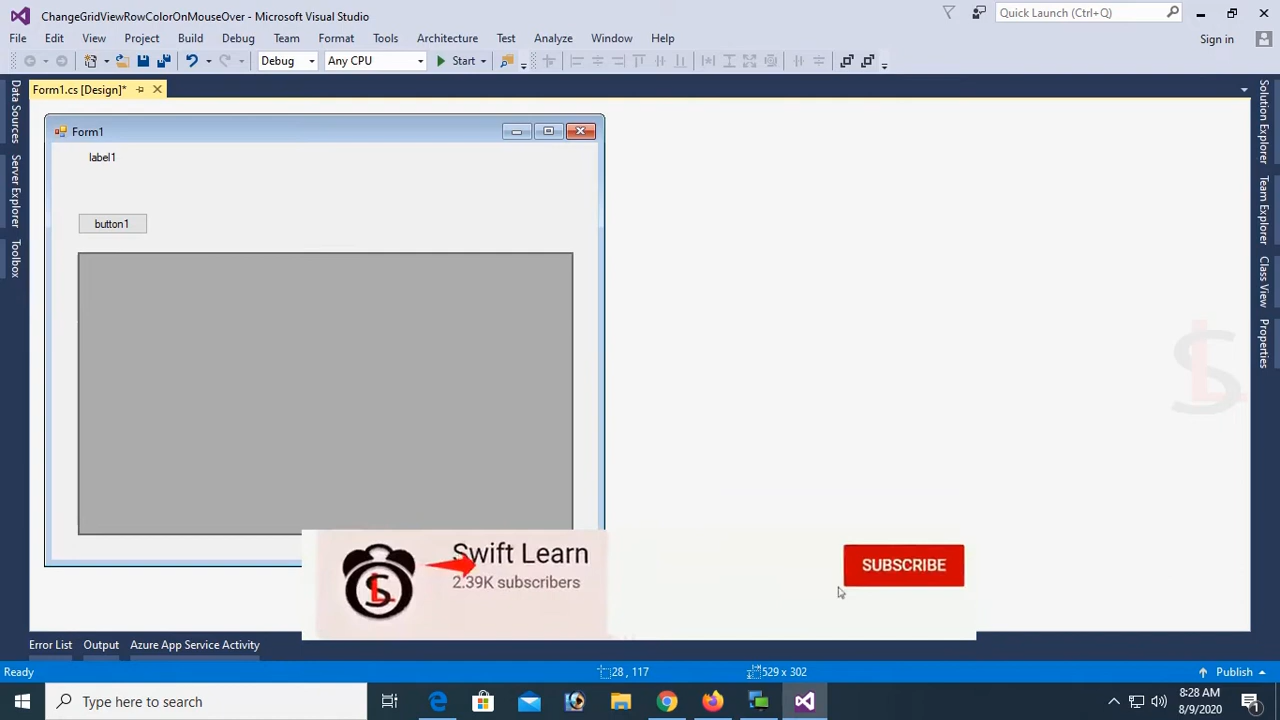 ChangeGridViewRowColorOnMouseOver - Microsoft Visual Studio
Quick Launch (Ctrl+Q)
File Edit View Project Build Debug Team Format Tools Architecture Test Analyze Window Help
Sign in
Debug Any CPU Start
Form1.cs [Design]*
Data Sources
Server Explorer
Toolbox
Solution Explorer
Team Explorer
Class View
Properties
Form1
label1
button1
Swift Learn
2.39K subscribers
SUBSCRIBE
SL
Error List Output Azure App Service Activity
Ready 28 , 117 529 x 302 Publish
Type here to search
8:28 AM
8/9/2020
1